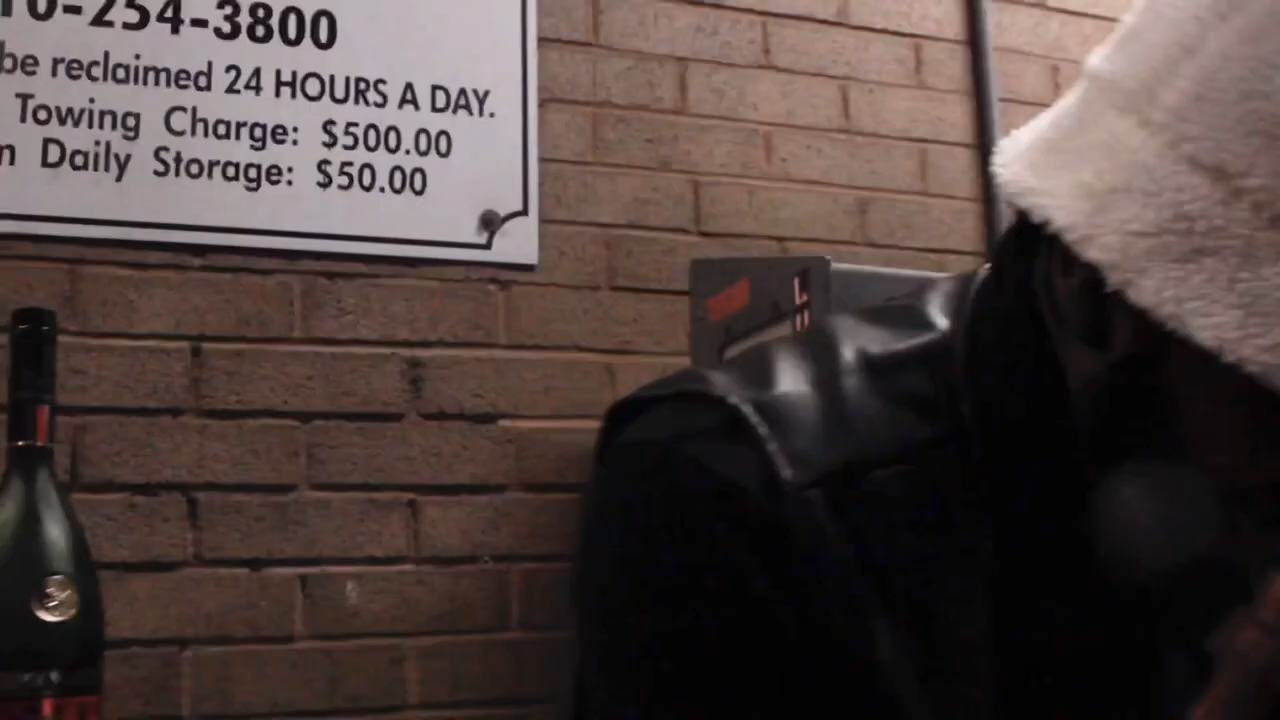 10-254-3800
be reclaimed 24 HOURS A DAY.
Towing Charge: $500.00
n Daily Storage: $50.00